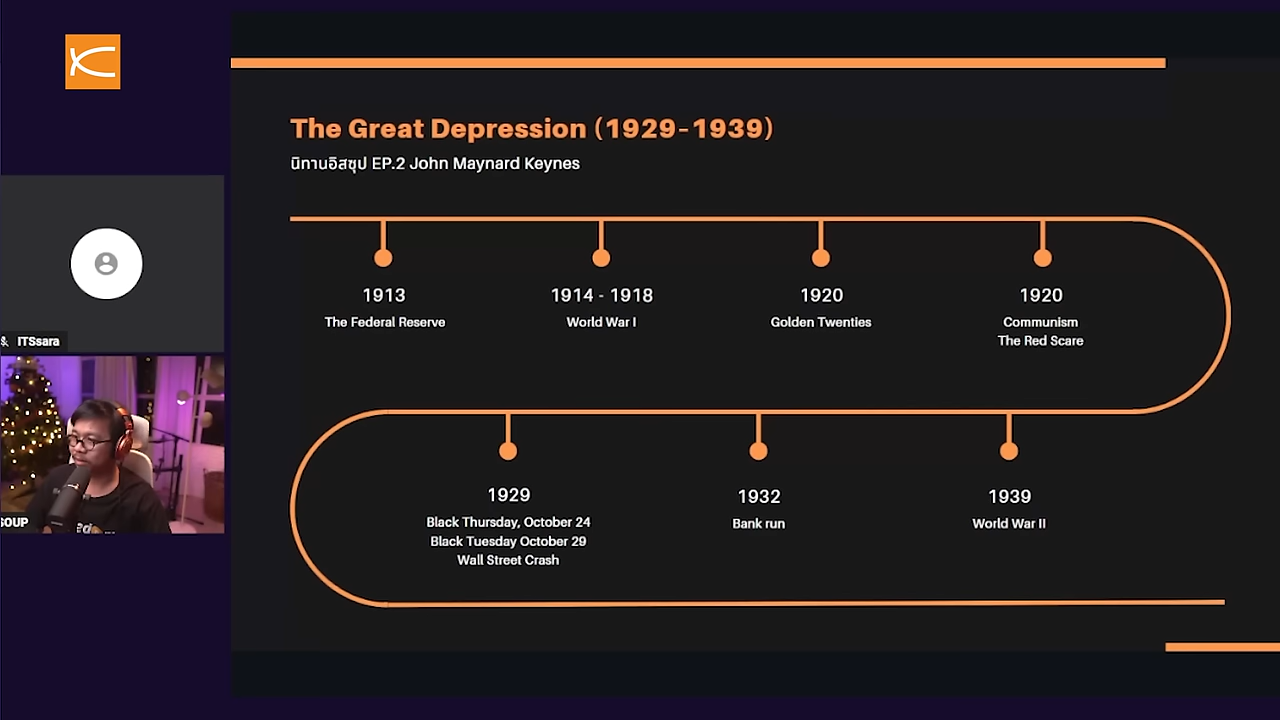 The Great Depression (1929-1939)
นิทานอิสซุป EP.2 John Maynard Keynes
1913
The Federal Reserve
1914 - 1918
World War I
1920
Golden Twenties
1920
Communism
The Red Scare
ITSsara
SOUP
1929
Black Thursday, October 24
Black Tuesday October 29
Wall Street Crash
1932
Bank run
1939
World War II